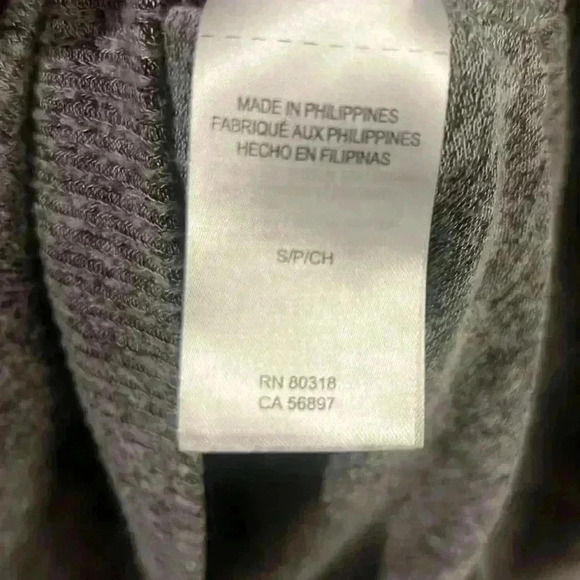 MADE IN PHILIPPINES
FABRIQUÉ AUX PHILIPPINES
HECHO EN FILIPINAS
S/P/CH
RN 80318
CA 56897